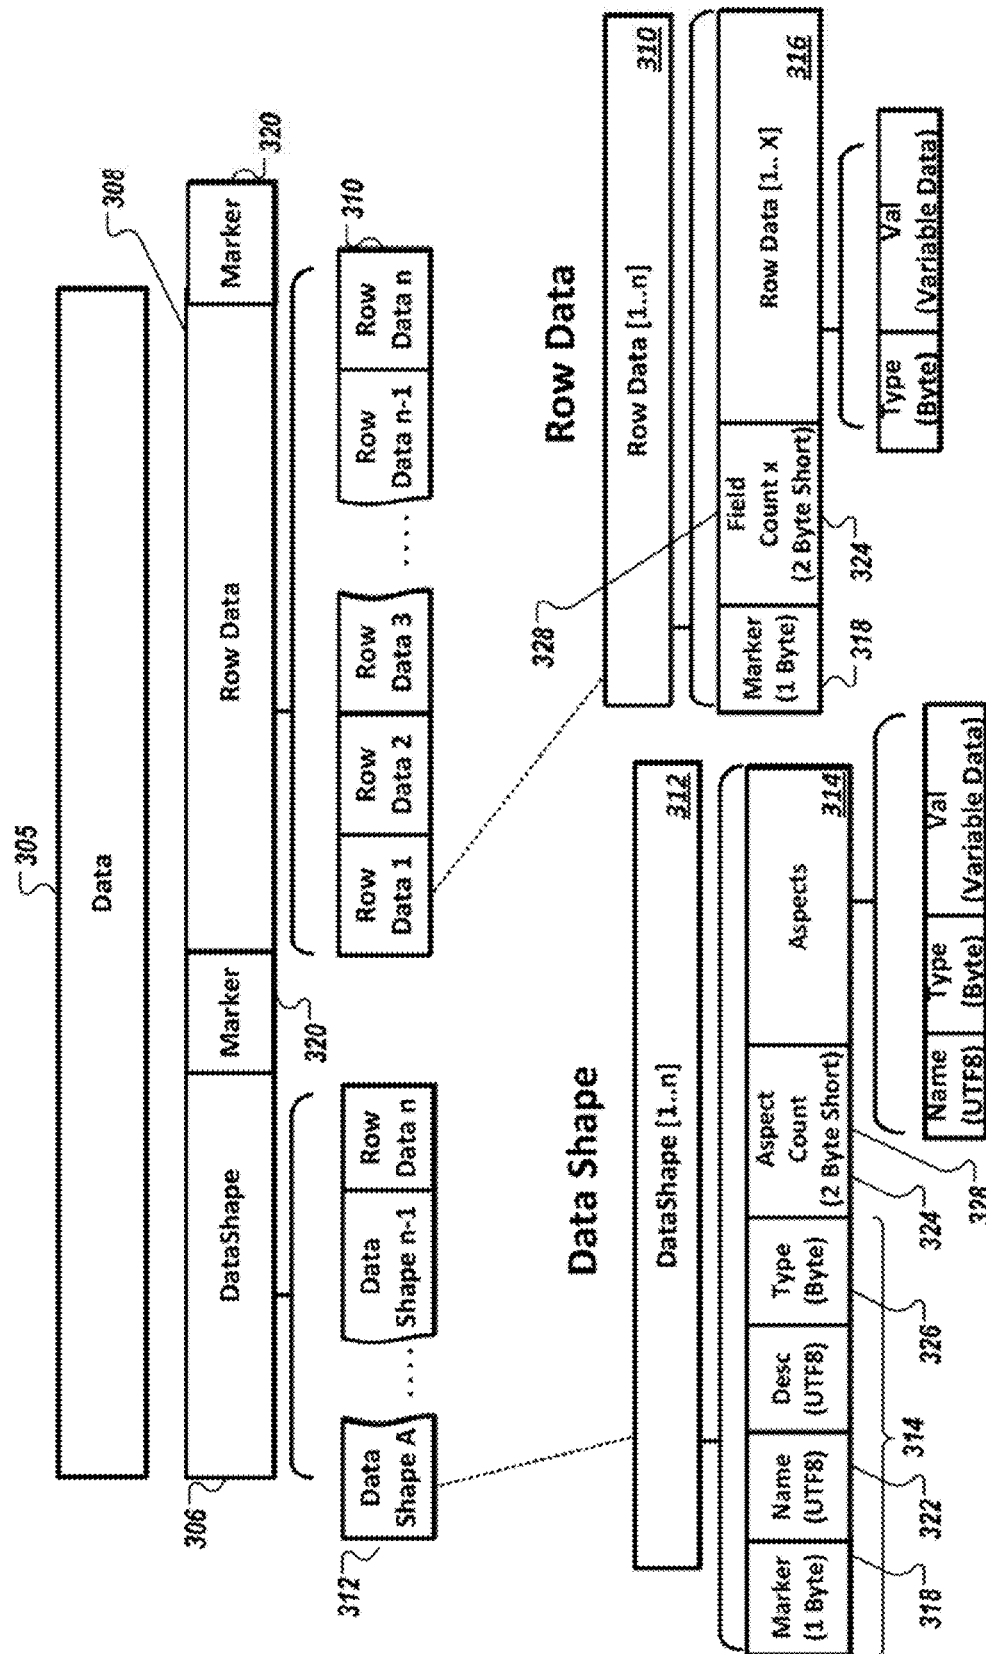 305
Data
308
DataShape
Marker
Row Data
Marker
306
320
320
Data
Shape A
....
Data
Shape n-1
Row
Data n
Row
Data 1
Row
Data 2
Row
Data 3
....
Row
Data n-1
Row
Data n
312
310
Data Shape
DataShape [1..n]
312
Marker
(1 Byte)
Name
(UTF8)
Desc
(UTF8)
Type
(Byte)
Aspect
Count
(2 Byte Short)
Aspects
314
318
322
326
324
328
314
Name
(UTF8)
Type
(Byte)
Val
(Variable Data)
Row Data
Row Data [1..n]
310
328
Marker
(1 Byte)
Field
Count x
(2 Byte Short)
Row Data [1.. X]
316
318
324
Type
(Byte)
Val
(Variable Data)